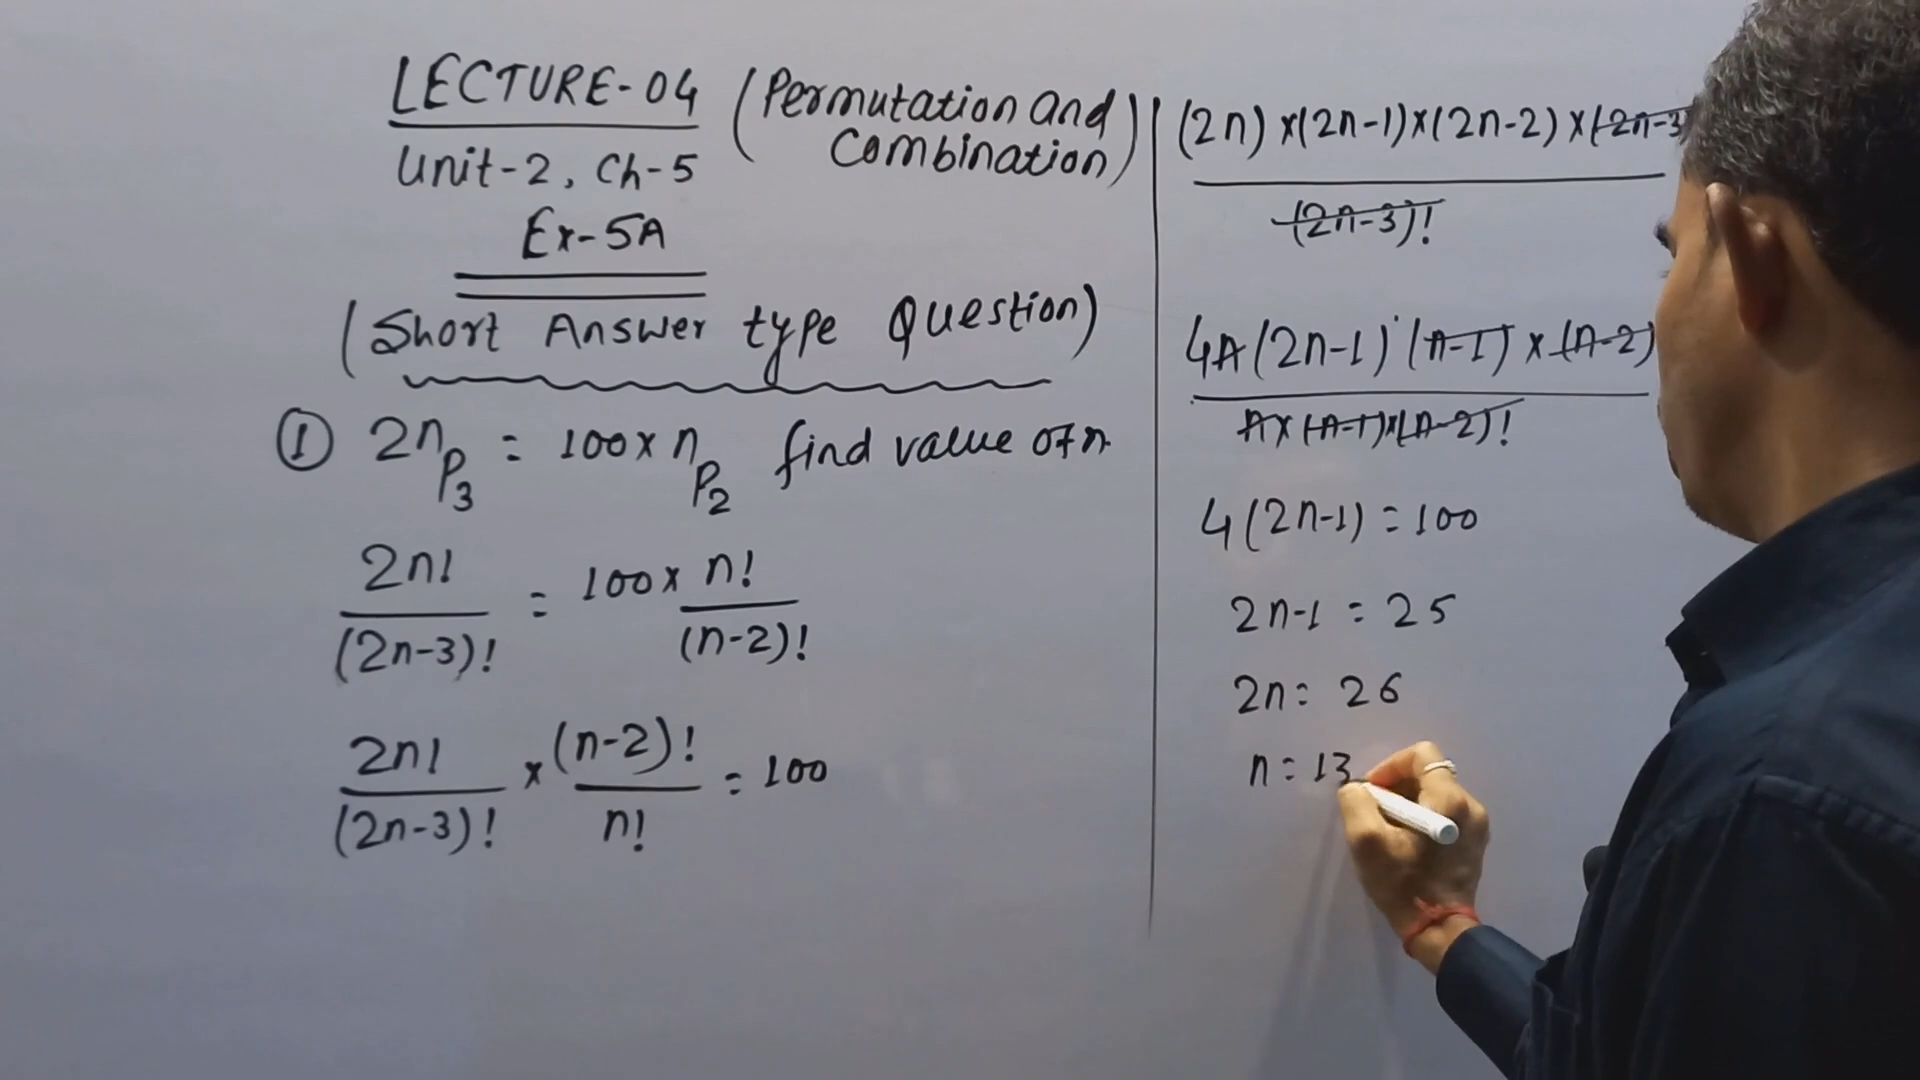 LECTURE-04 (Permutation and Combination)
Unit-2, Ch-5
Ex-5A
(Short Answer type Question)
① 2nP3 = 100 x nP2 find value of n
2n! / (2n-3)! = 100 x n! / (n-2)!
2n! / (2n-3)! x (n-2)! / n! = 100
(2n) x (2n-1) x (2n-2) x (2n-3
(2n-3)!
4n (2n-1) (n-1) x (n-2)
n x (n-1) x (n-2)!
4(2n-1) = 100
2n-1 = 25
2n = 26
n = 13